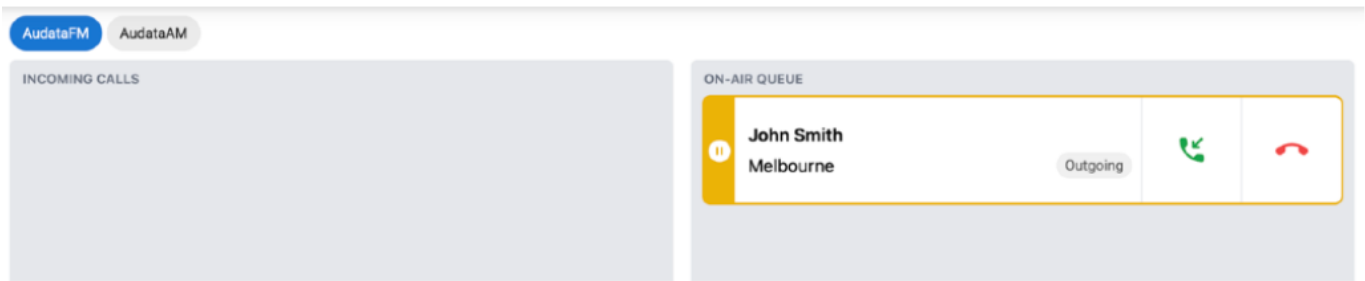 AudataFM AudataAM
INCOMING CALLS
ON-AIR QUEUE
John Smith
Melbourne
Outgoing